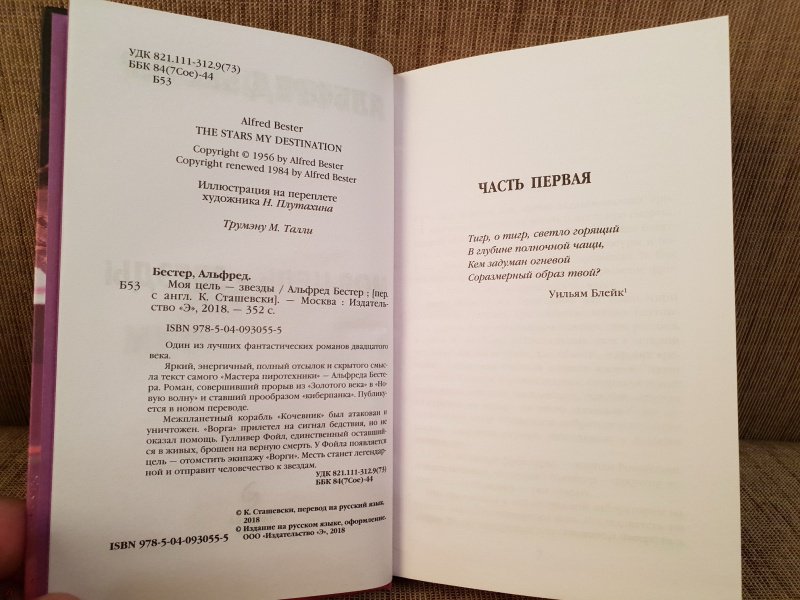 УДК 821.111-312.9(73)
ББК 84(7Сое)-44
Б53
Alfred Bester
THE STARS MY DESTINATION
Copyright © 1956 by Alfred Bester
Copyright renewed 1984 by Alfred Bester
Иллюстрация на переплете
художника Н. Плутахина
Трумэну М. Талли
Бестер, Альфред.
Б53 Моя цель — звезды / Альфред Бестер ; [пер.
с англ. К. Сташевски]. — Москва : Издатель-
ство «Э», 2018. — 352 с.
ISBN 978-5-04-093055-5
Один из лучших фантастических романов двадцатого
века.
Яркий, энергичный, полный отсылок и скрытого смыс-
ла текст самого «Мастера пиротехники» — Альфреда Бесте-
ра. Роман, совершивший прорыв из «Золотого века» в «Но-
вую волну» и ставший прообразом «киберпанка». Публику-
ется в новом переводе.
Межпланетный корабль «Кочевник» был атакован и
уничтожен. «Ворга» прилетел на сигнал бедствия, но не
оказал помощь. Гулливер Фойл, единственный оставший-
ся в живых, брошен на верную смерть. У Фойла появляется
цель — отомстить экипажу «Ворги». Месть станет легендар-
ной и отправит человечество к звездам.
УДК 821.111-312.9(73)
ББК 84(7Сое)-44
© К. Сташевски, перевод на русский язык,
2018
© Издание на русском языке, оформление.
ООО «Издательство «Э», 2018
ISBN 978-5-04-093055-5
ЧАСТЬ ПЕРВАЯ
Тигр, о тигр, светло горящий
В глубине полночной чащи,
Кем задуман огневой
Соразмерный образ твой?
Уильям Блейк¹